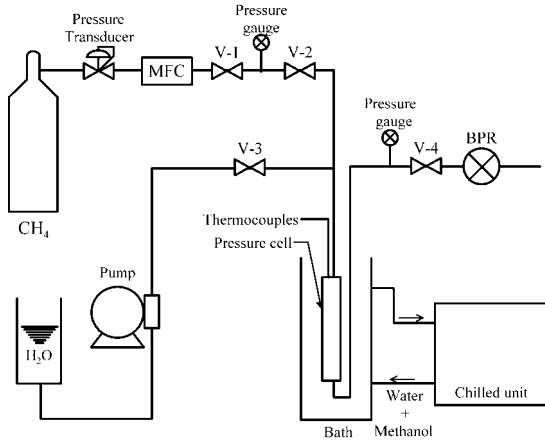 Pressure
Transducer
Pressure
gauge
V-1
V-2
MFC
CH4
V-3
Pressure
gauge
V-4
BPR
Thermocouples
Pressure cell
Pump
H2O
Bath
Water
+
Methanol
Chilled unit